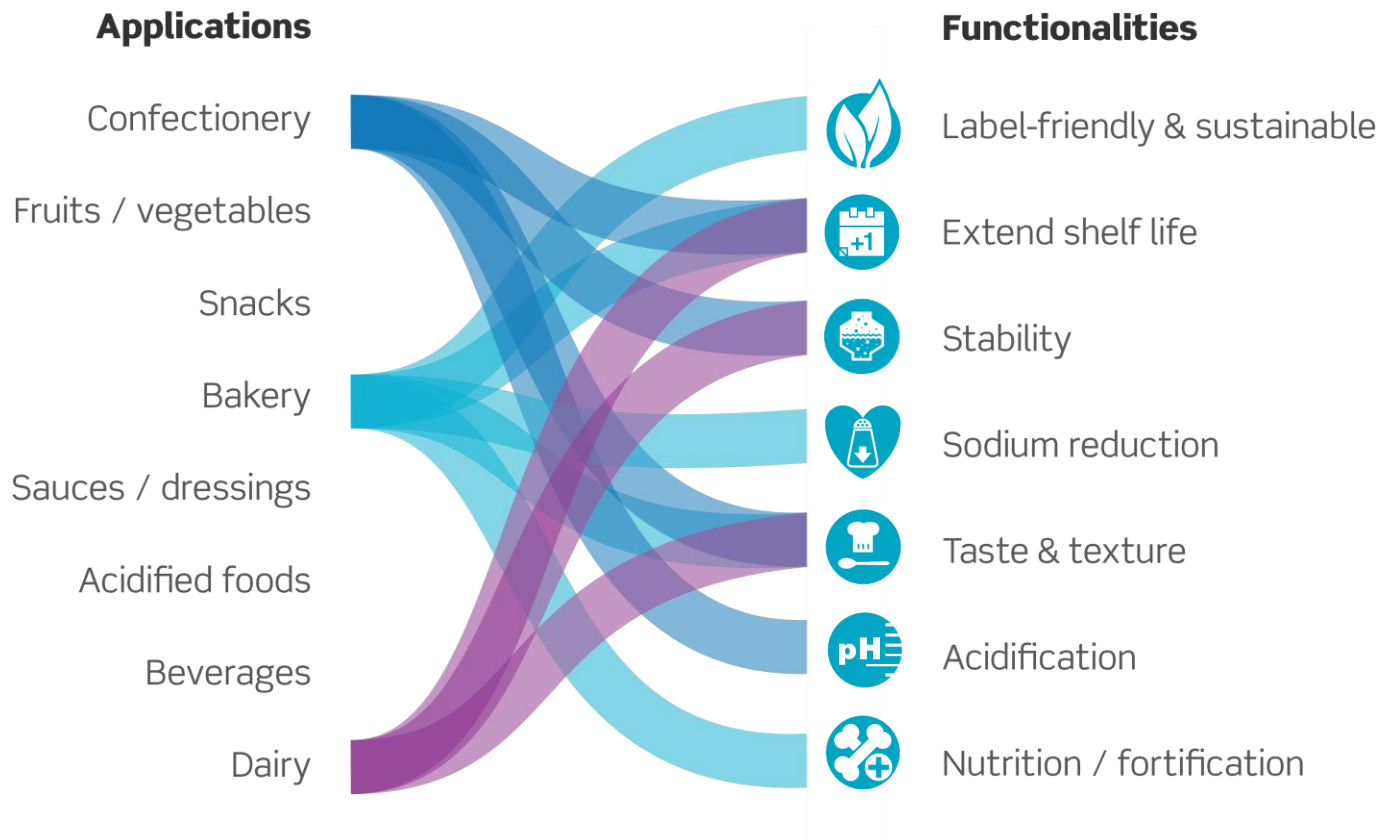 Applications
Confectionery
Fruits / vegetables
Snacks
Bakery
Sauces / dressings
Acidified foods
Beverages
Dairy
Functionalities
Label-friendly & sustainable
+1
Extend shelf life
Stability
Sodium reduction
Taste & texture
pH
Acidification
Nutrition / fortification